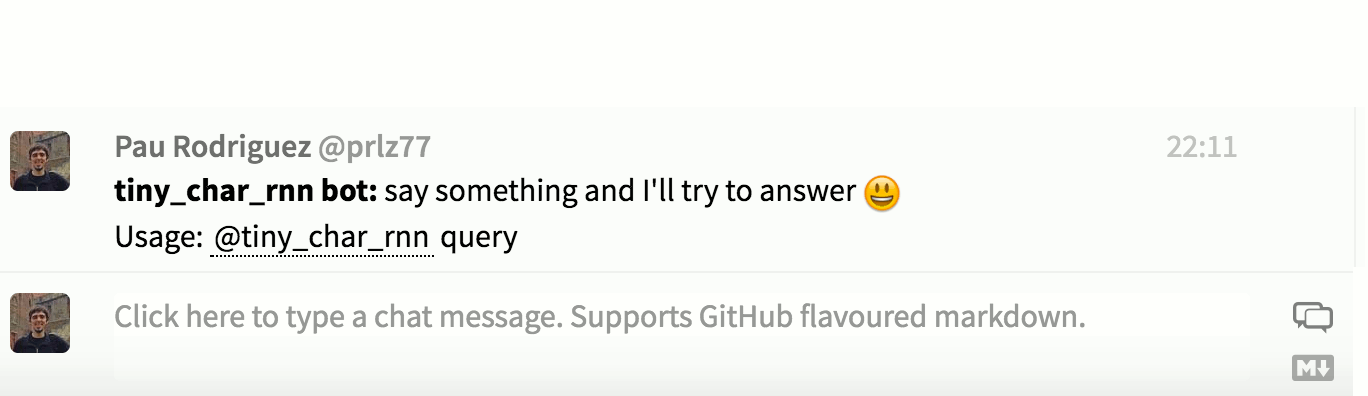 Pau Rodriguez @prlz77 22:11
tiny_char_rnn bot: say something and I'll try to answer 😃
Usage: @tiny_char_rnn query
Click here to type a chat message. Supports GitHub flavoured markdown.
M↓